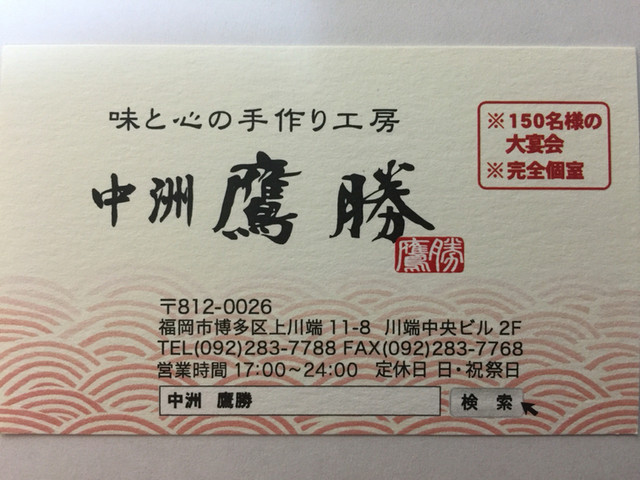 味と心の手作り工房
※150名様の
大宴会
※完全個室
中洲 鷹勝
鷹勝
〒812-0026
福岡市博多区上川端 11-8 川端中央ビル 2F
TEL(092)283-7788 FAX(092)283-7768
営業時間 17:00~24:00 定休日 日・祝祭日
中洲 鷹勝 検索